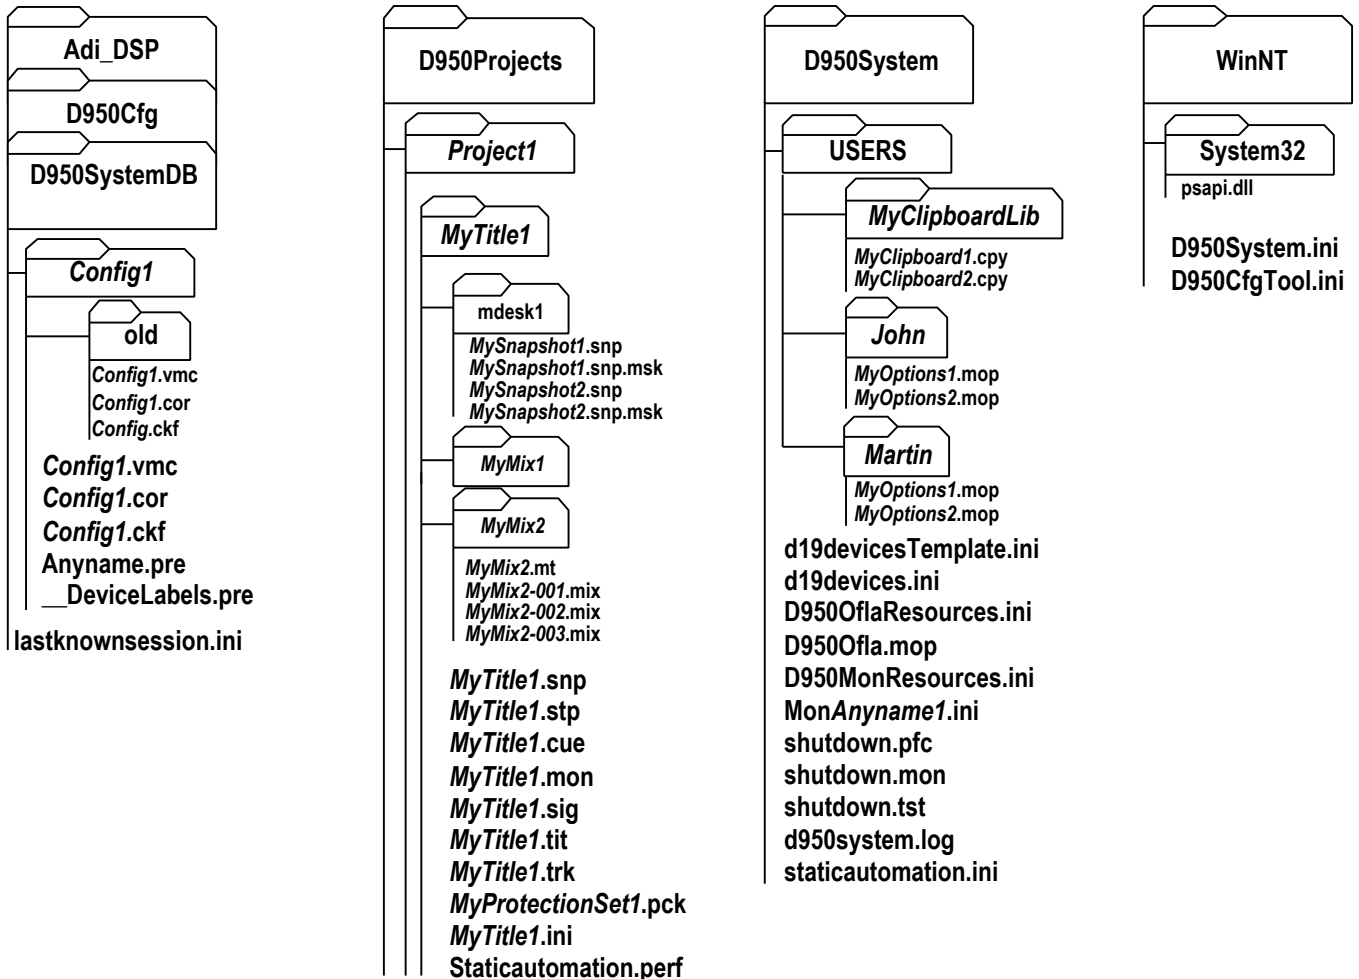 Adi_DSP
D950Cfg
D950SystemDB
Config1
old
Config1.vmc
Config1.cor
Config.ckf
Config1.vmc
Config1.cor
Config1.ckf
Anyname.pre
__DeviceLabels.pre
lastknownsession.ini
D950Projects
Project1
MyTitle1
mdesk1
MySnapshot1.snp
MySnapshot1.snp.msk
MySnapshot2.snp
MySnapshot2.snp.msk
MyMix1
MyMix2
MyMix2.mt
MyMix2-001.mix
MyMix2-002.mix
MyMix2-003.mix
MyTitle1.snp
MyTitle1.stp
MyTitle1.cue
MyTitle1.mon
MyTitle1.sig
MyTitle1.tit
MyTitle1.trk
MyProtectionSet1.pck
MyTitle1.ini
Staticautomation.perf
D950System
USERS
MyClipboardLib
MyClipboard1.cpy
MyClipboard2.cpy
John
MyOptions1.mop
MyOptions2.mop
Martin
MyOptions1.mop
MyOptions2.mop
d19devicesTemplate.ini
d19devices.ini
D950OflaResources.ini
D950Ofla.mop
D950MonResources.ini
MonAnyname1.ini
shutdown.pfc
shutdown.mon
shutdown.tst
d950system.log
staticautomation.ini
WinNT
System32
psapi.dll
D950System.ini
D950CfgTool.ini